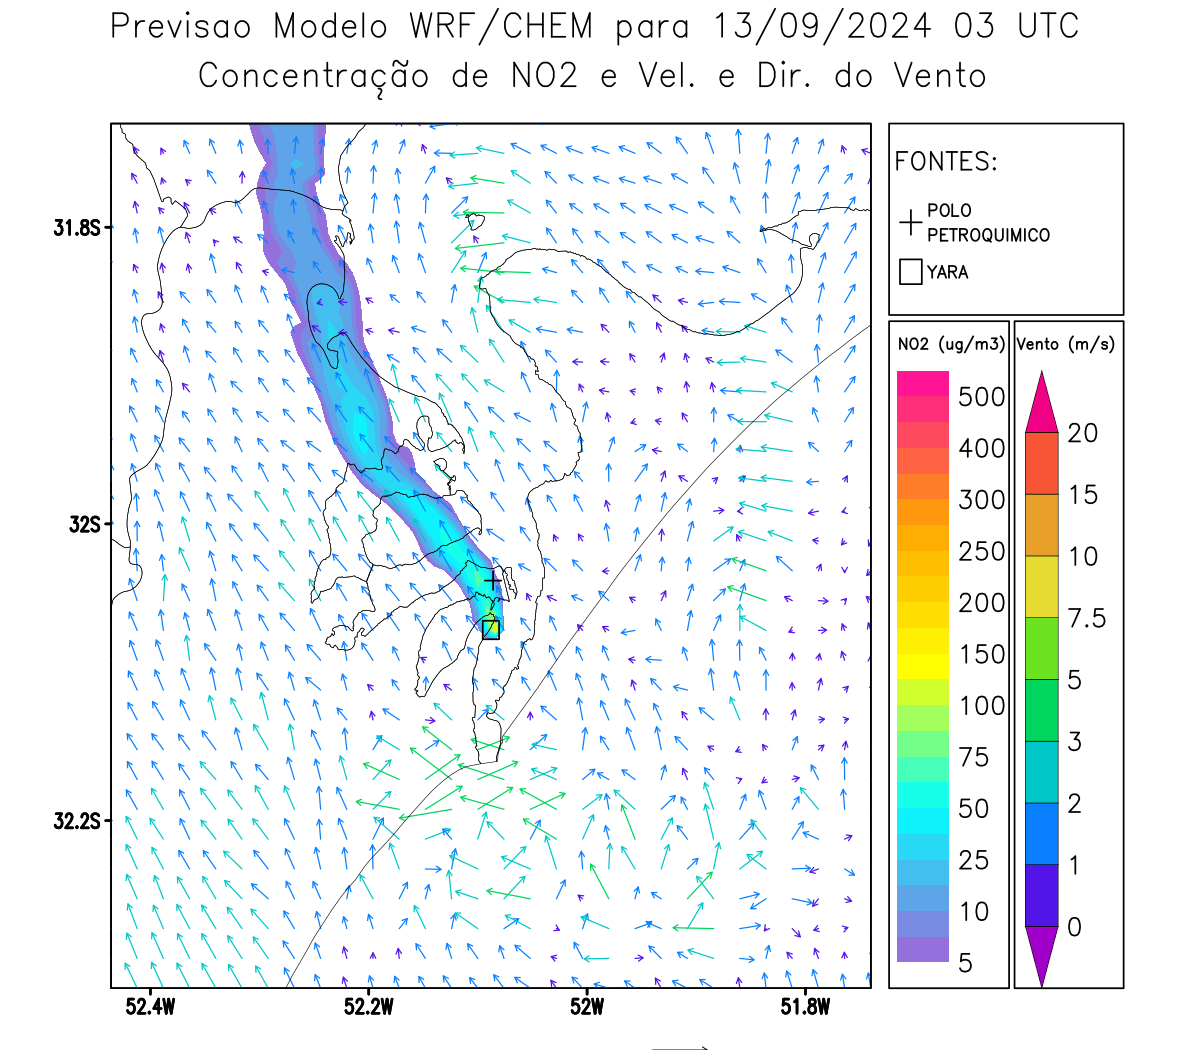 Previsao Modelo WRF/CHEM para 13/09/2024 03 UTC
Concentração de NO2 e Vel. e Dir. do Vento
FONTES:
POLO
PETROQUIMICO
YARA
NO2 (ug/m3)
500
400
300
250
200
150
100
75
50
25
10
5
Vento (m/s)
20
15
10
7.5
5
3
2
1
0
31.8S
32S
32.2S
52.4W
52.2W
52W
51.8W